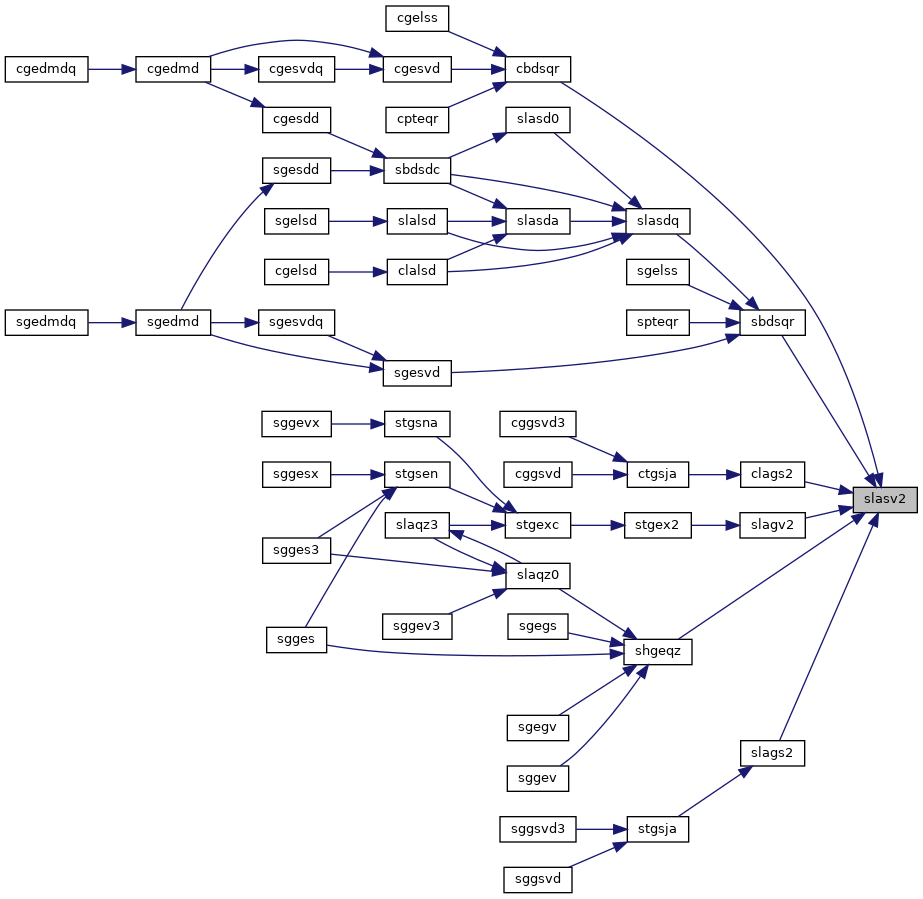 cgelss
cgedmdq
cgedmd
cgesvdq
cgesvd
cbdsqr
cgesdd
cpteqr
slasd0
sgesdd
sbdsdc
sgelsd
slalsd
slasda
slasdq
cgelsd
clalsd
sgelss
sgedmdq
sgedmd
sgesvdq
spteqr
sbdsqr
sgesvd
sggevx
stgsna
cggsvd3
sggesx
stgsen
cggsvd
ctgsja
clags2
slasv2
slaqz3
stgexc
stgex2
slagv2
sgges3
slaqz0
sggev3
sgegs
sgges
shgeqz
sgegv
slags2
sggev
sggsvd3
stgsja
sggsvd